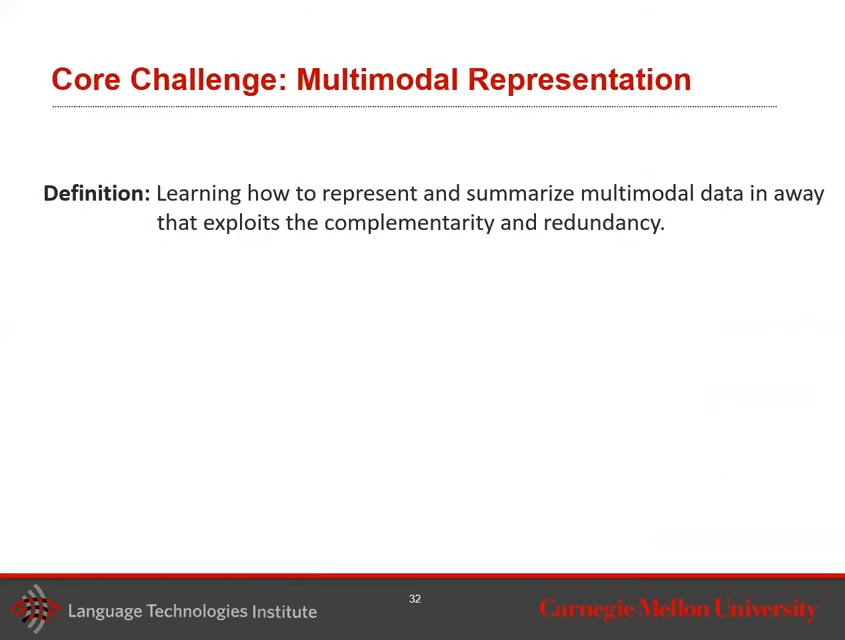 Core Challenge: Multimodal Representation
Definition: Learning how to represent and summarize multimodal data in away
that exploits the complementarity and redundancy.
Language Technologies Institute
32
Carnegie Mellon University